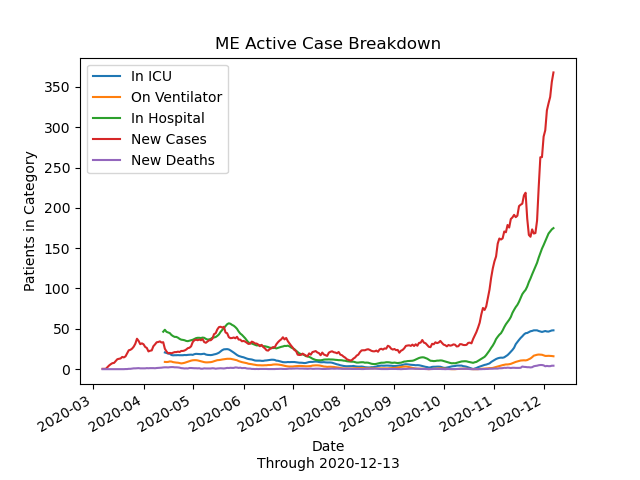 ME Active Case Breakdown
In ICU
On Ventilator
In Hospital
New Cases
New Deaths
Patients in Category
350
300
250
200
150
100
50
0
2020-03
2020-04
2020-05
2020-06
2020-07
2020-08
2020-09
2020-10
2020-11
2020-12
Date
Through 2020-12-13